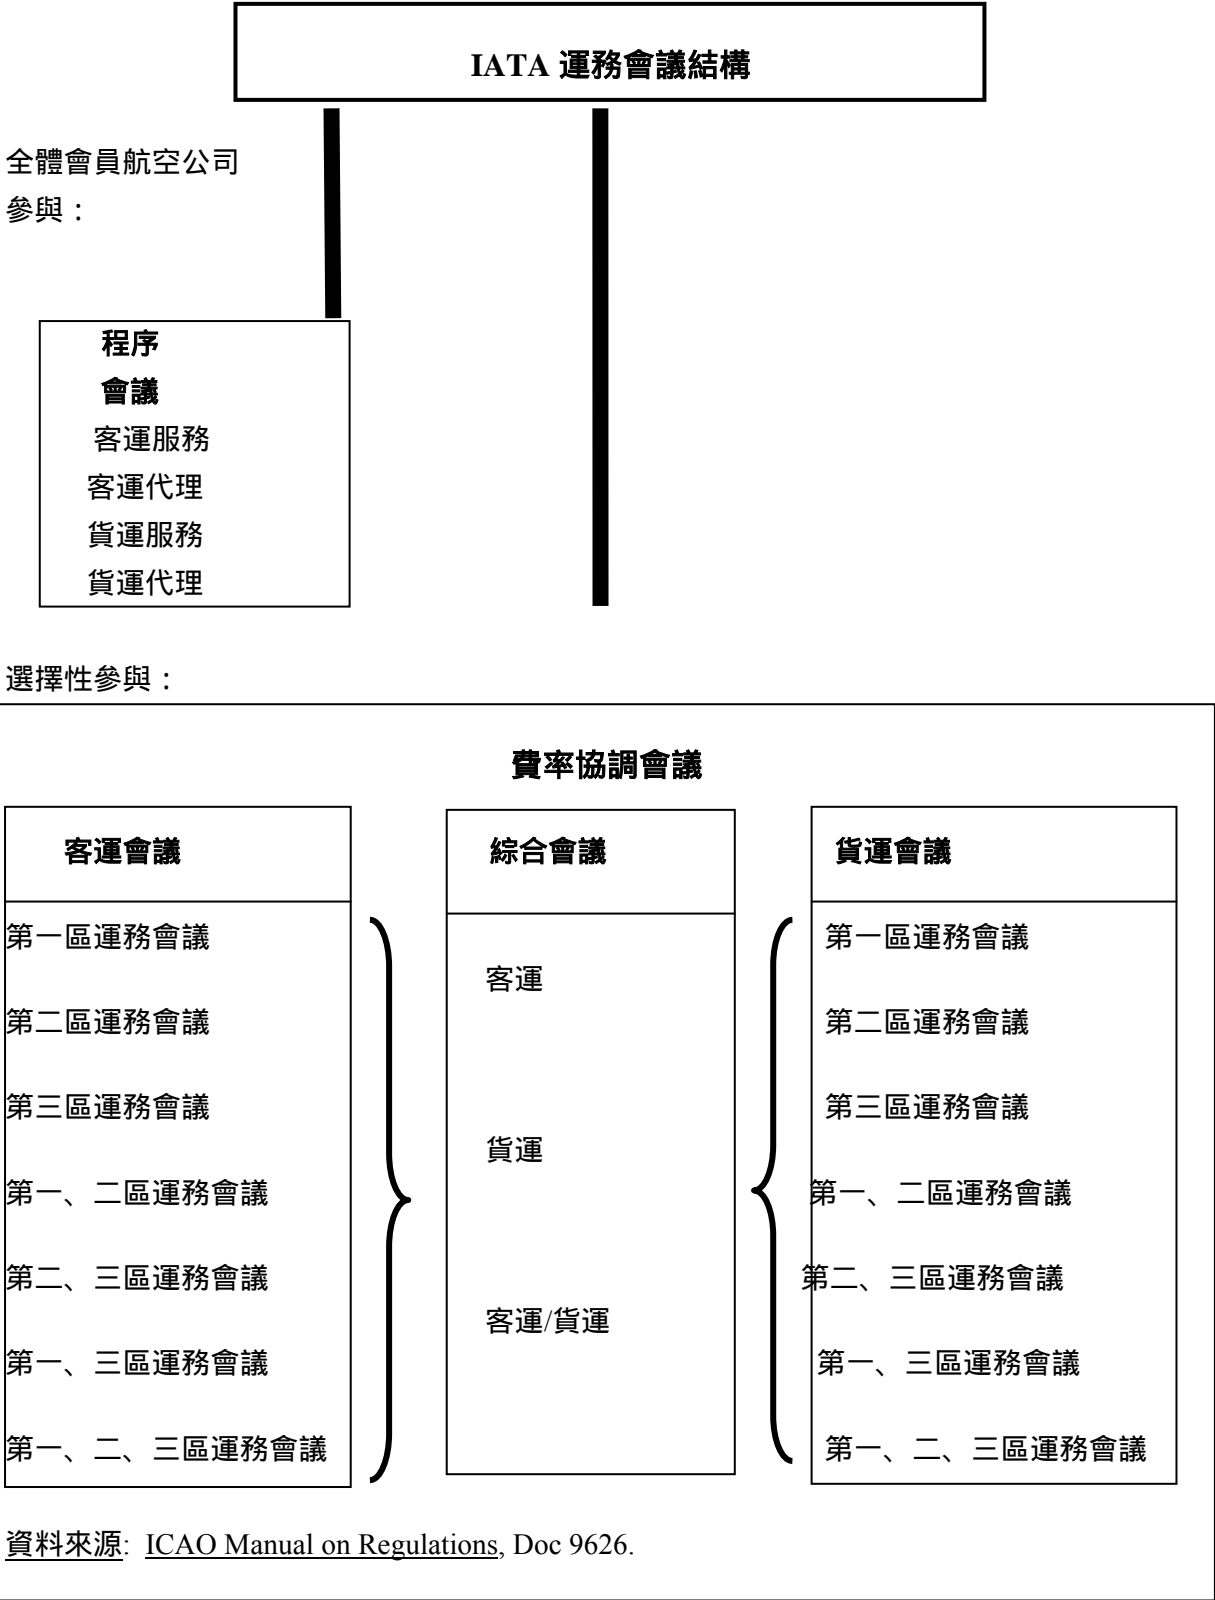 IATA 運務會議結構
全體會員航空公司
參與：
程序
會議
客運服務
客運代理
貨運服務
貨運代理
選擇性參與：
費率協調會議
客運會議
第一區運務會議
第二區運務會議
第三區運務會議
第一、二區運務會議
第二、三區運務會議
第一、三區運務會議
第一、二、三區運務會議
綜合會議
客運
貨運
客運/貨運
貨運會議
第一區運務會議
第二區運務會議
第三區運務會議
第一、二區運務會議
第二、三區運務會議
第一、三區運務會議
第一、二、三區運務會議
資料來源: ICAO Manual on Regulations, Doc 9626.